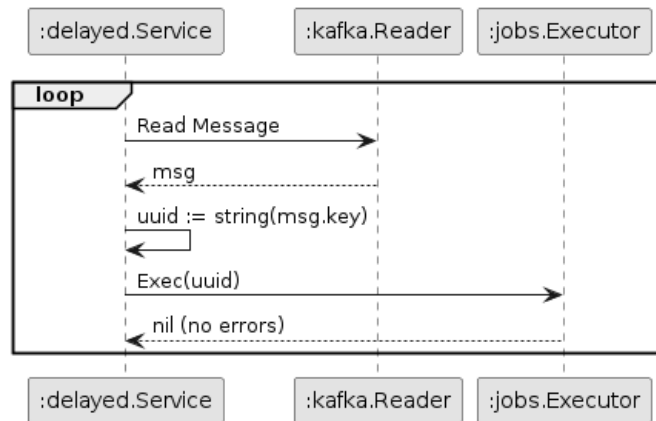 :delayed.Service :kafka.Reader :jobs.Executor
loop
Read Message
msg
uuid := string(msg.key)
Exec(uuid)
nil (no errors)
:delayed.Service :kafka.Reader :jobs.Executor